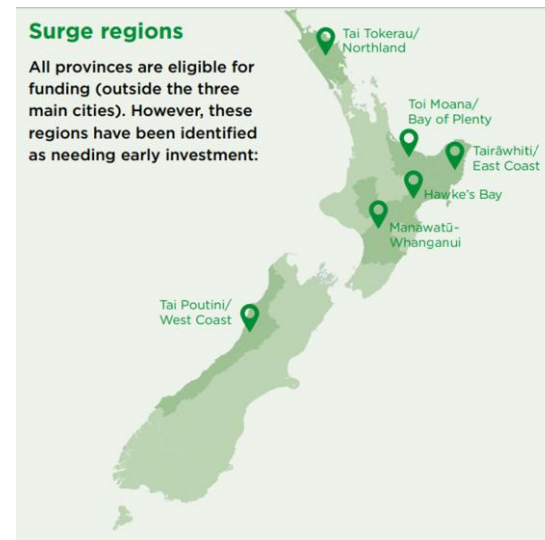 Surge regions
All provinces are eligible for
funding (outside the three
main cities). However, these
regions have been identified
as needing early investment:
Tai Tokerau/
Northland
Toi Moana/
Bay of Plenty
Tairāwhiti/
East Coast
Hawke's Bay
Manawatū-
Whanganui
Tai Poutini/
West Coast